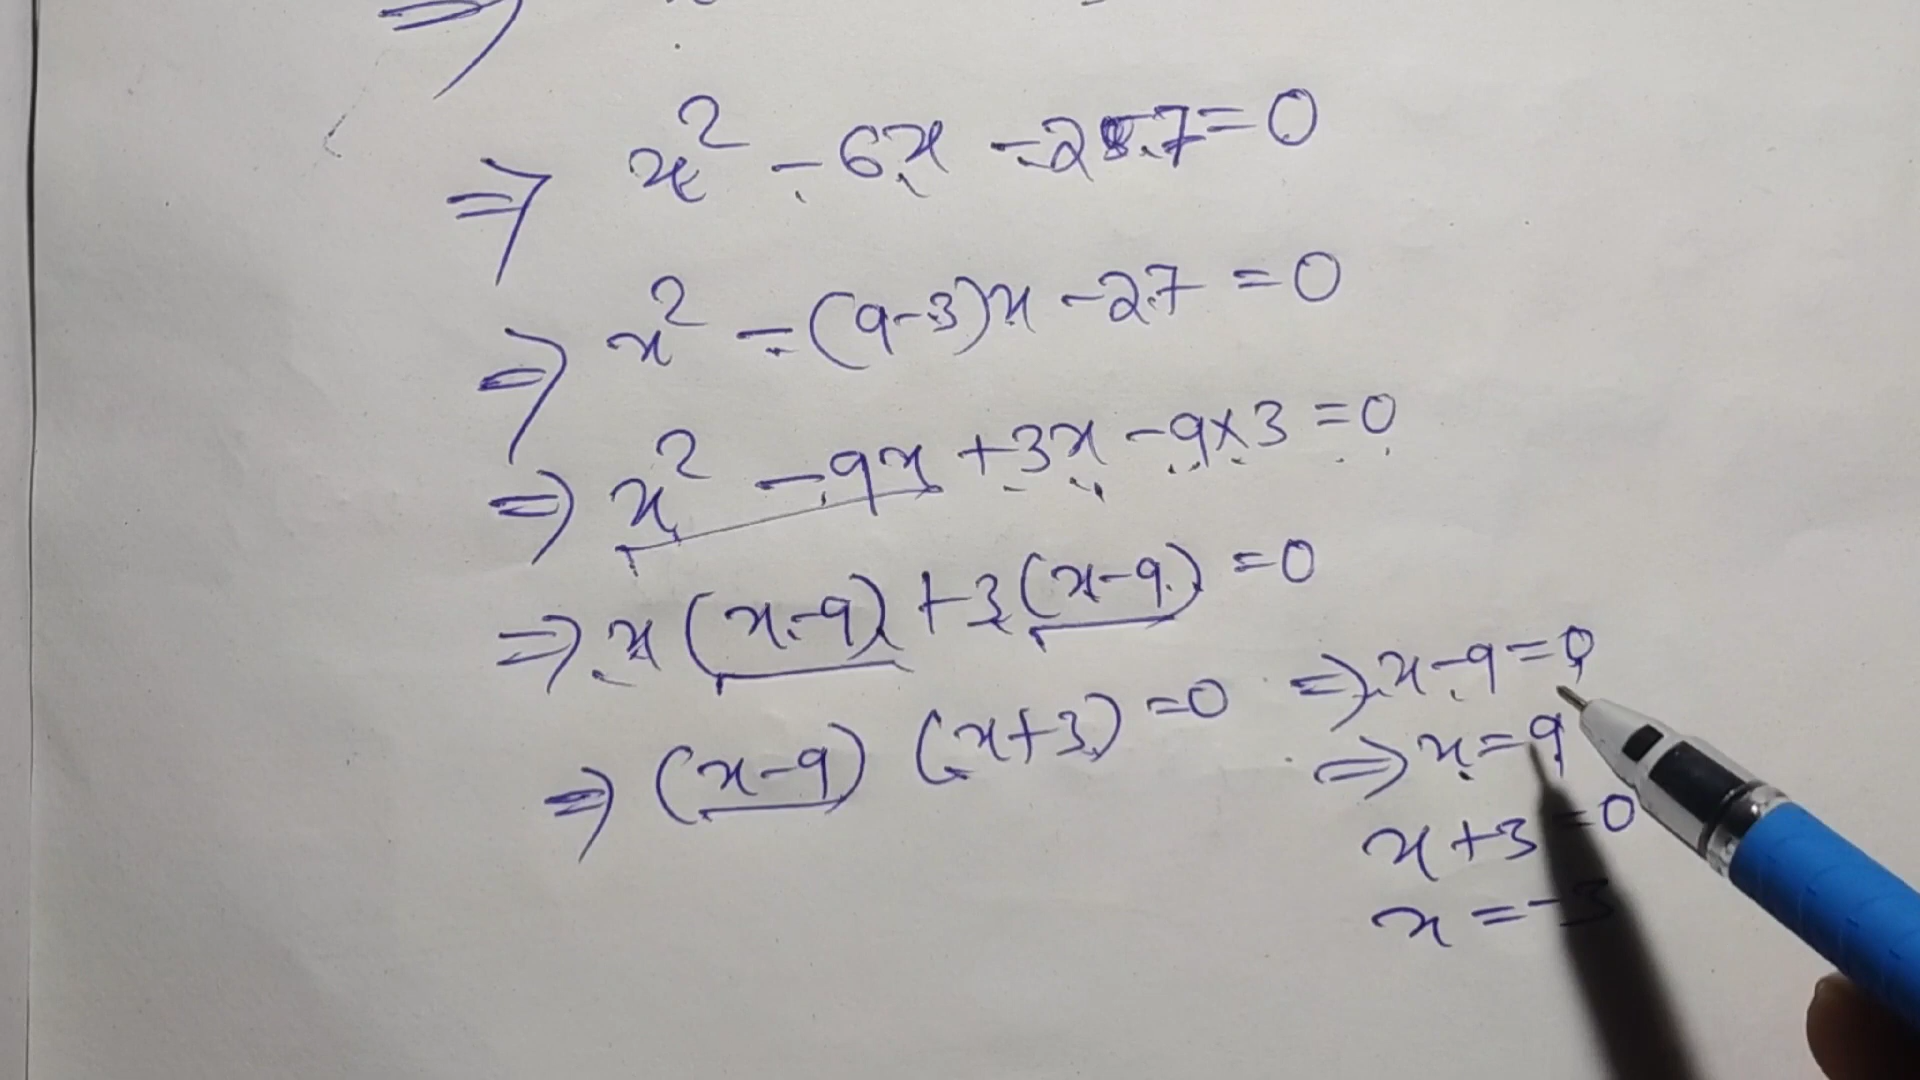 ⇒ x² - 6x - 27 = 0
⇒ x² - (9-3)x - 27 = 0
⇒ x² - 9x + 3x - 9×3 = 0
⇒ x(x-9) + 3(x-9) = 0
⇒ (x-9) (x+3) = 0
⇒ x-9=0
⇒ x=9
x+3=0
x=-3